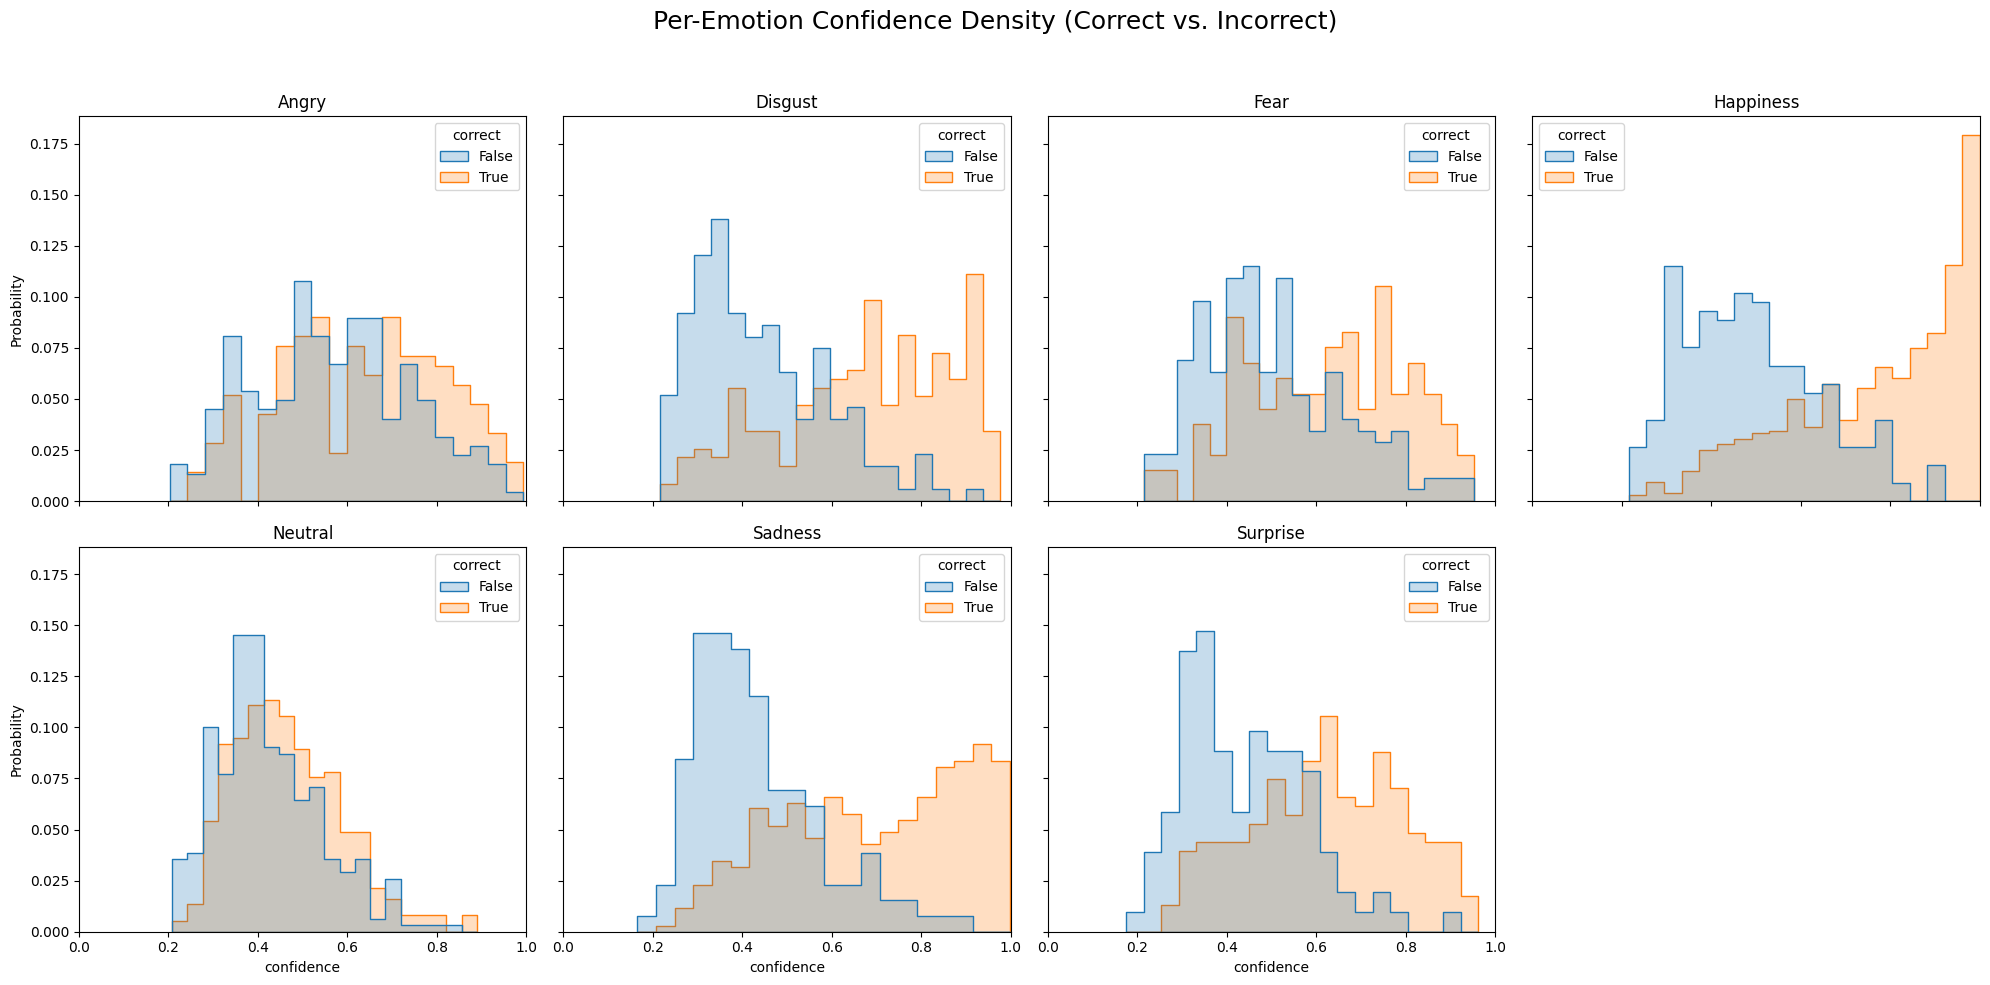 Per-Emotion Confidence Density (Correct vs. Incorrect)
Angry
Disgust
Fear
Happiness
correct
False
True
correct
False
True
correct
False
True
correct
False
True
0.175
0.150
0.125
0.100
0.075
0.050
0.025
0.000
Probability
Neutral
Sadness
Surprise
correct
False
True
correct
False
True
correct
False
True
0.175
0.150
0.125
0.100
0.075
0.050
0.025
0.000
Probability
0.0 0.2 0.4 0.6 0.8 1.0
0.0 0.2 0.4 0.6 0.8 1.0
0.0 0.2 0.4 0.6 0.8 1.0
confidence
confidence
confidence